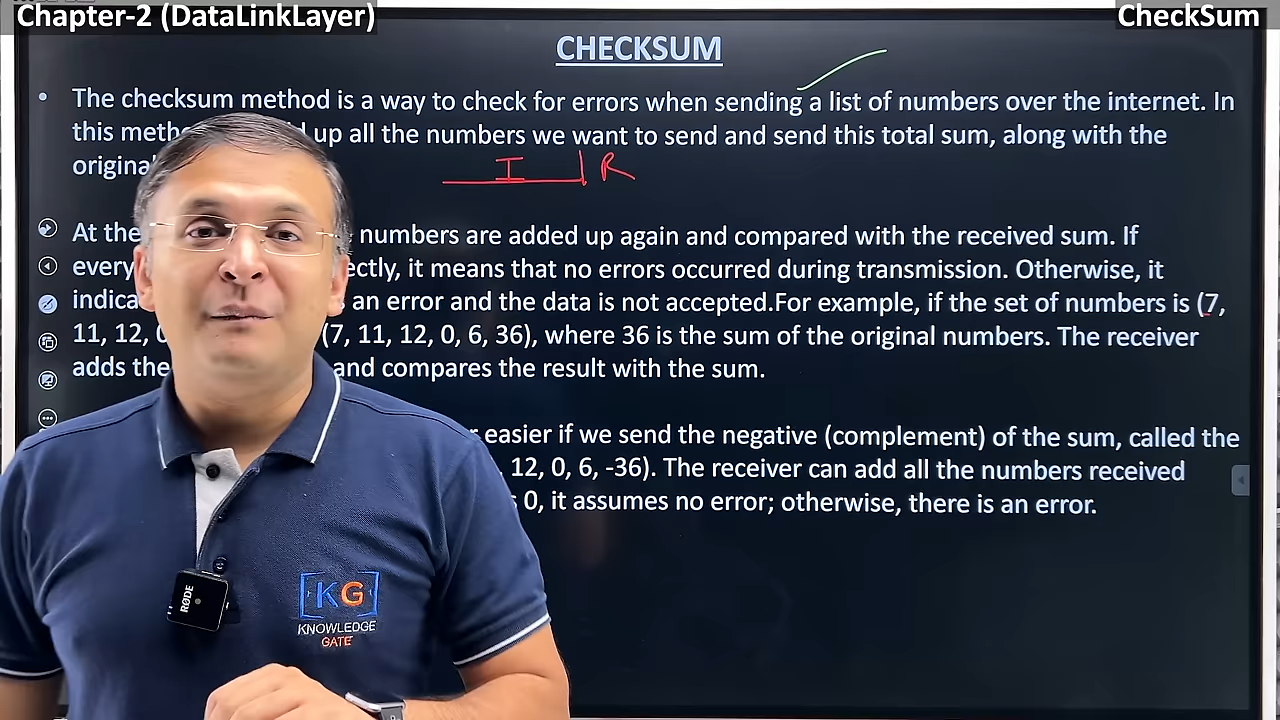 Chapter-2 (DataLinkLayer)
CheckSum
CHECKSUM
• The checksum method is a way to check for errors when sending a list of numbers over the internet. In
this up all the numbers we want to send and send this total sum, along with the
I R
At the numbers are added up again and compared with the received sum. If
it means that no errors occurred during transmission. Otherwise, it
an error and the data is not accepted.For example, if the set of numbers is (7,
11, 12, (7, 11, 12, 0, 6, 36), where 36 is the sum of the original numbers. The receiver
adds the and compares the result with the sum.
easier if we send the negative (complement) of the sum, called the
12, 0, 6, -36). The receiver can add all the numbers received
0, it assumes no error; otherwise, there is an error.
KG
KNOWLEDGE
GATE
RØDE